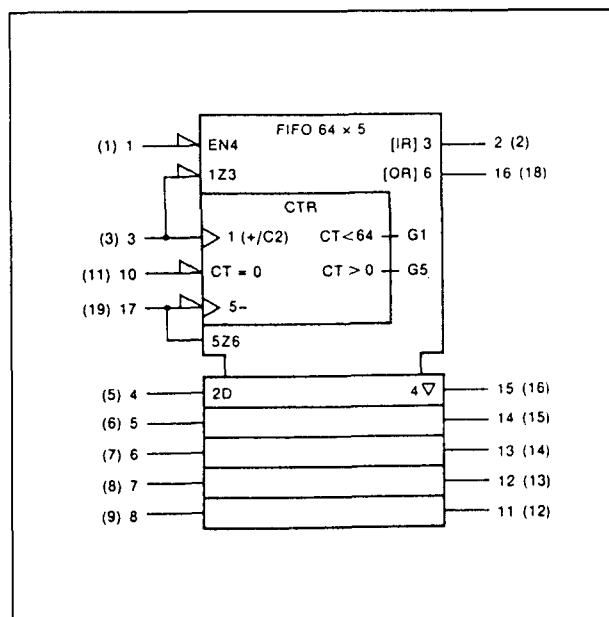 FIFO 64 × 5
(1) 1 EN4 [IR] 3 2 (2)
1Z3 [OR] 6 16 (18)
CTR
(3) 3 1 (+/C2) CT<64 G1
(11) 10 CT = 0 CT > 0 G5
(19) 17 5−
5Z6
(5) 4 2D 4 ▽ 15 (16)
(6) 5 14 (15)
(7) 6 13 (14)
(8) 7 12 (13)
(9) 8 11 (12)